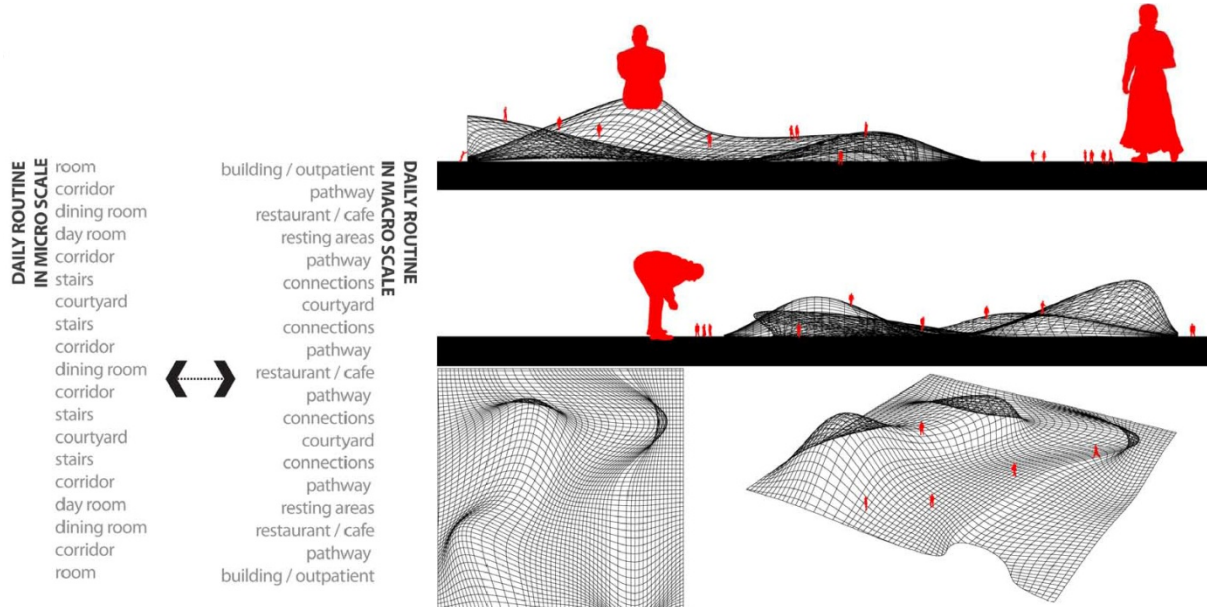 DAILY ROUTINE
IN MICRO SCALE
room
corridor
dining room
day room
corridor
stairs
courtyard
stairs
corridor
dining room
corridor
stairs
courtyard
stairs
corridor
day room
dining room
corridor
room
building / outpatient
pathway
restaurant / cafe
resting areas
pathway
connections
courtyard
connections
pathway
restaurant / cafe
pathway
connections
courtyard
connections
pathway
resting areas
restaurant / cafe
pathway
building / outpatient
DAILY ROUTINE
IN MACRO SCALE